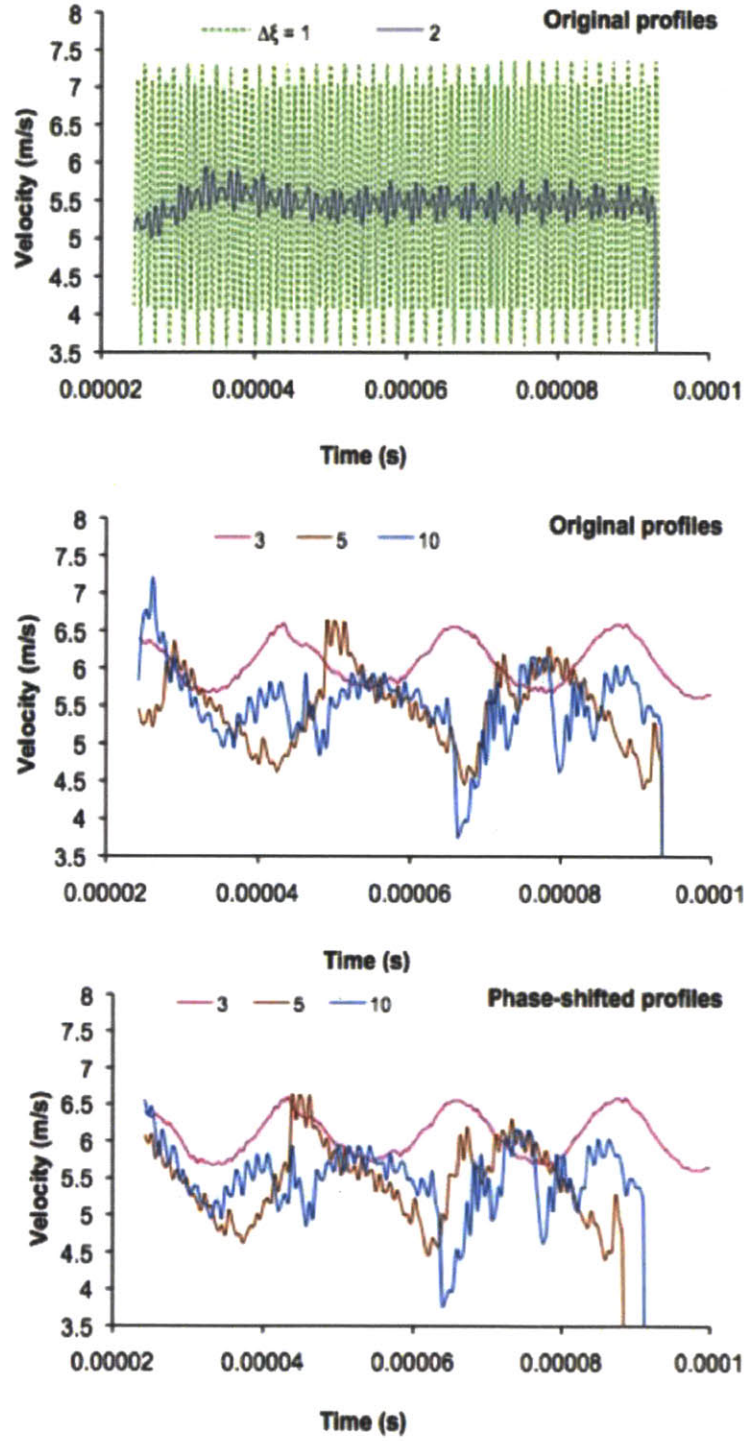 Original profiles
Δξ = 1 2
8
7.5
7
6.5
6
5.5
5
4.5
4
3.5
Velocity (m/s)
0.00002 0.00004 0.00006 0.00008 0.0001
Time (s)
Original profiles
3 5 10
8
7.5
7
6.5
6
5.5
5
4.5
4
3.5
Velocity (m/s)
0.00002 0.00004 0.00006 0.00008 0.0001
Time (s)
Phase-shifted profiles
3 5 10
8
7.5
7
6.5
6
5.5
5
4.5
4
3.5
Velocity (m/s)
0.00002 0.00004 0.00006 0.00008 0.0001
Time (s)